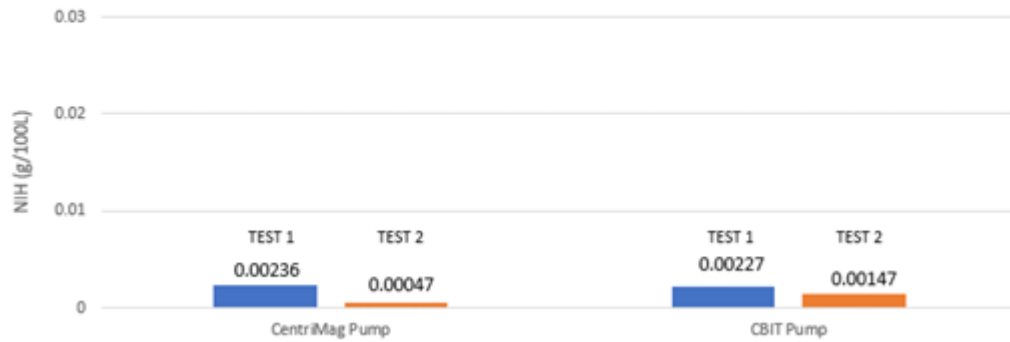 0.03
0.02
NIH (g/100L)
0.01
TEST 1 TEST 2 TEST 1 TEST 2
0.00236 0.00047 0.00227 0.00147
0
CentriMag Pump CBIT Pump